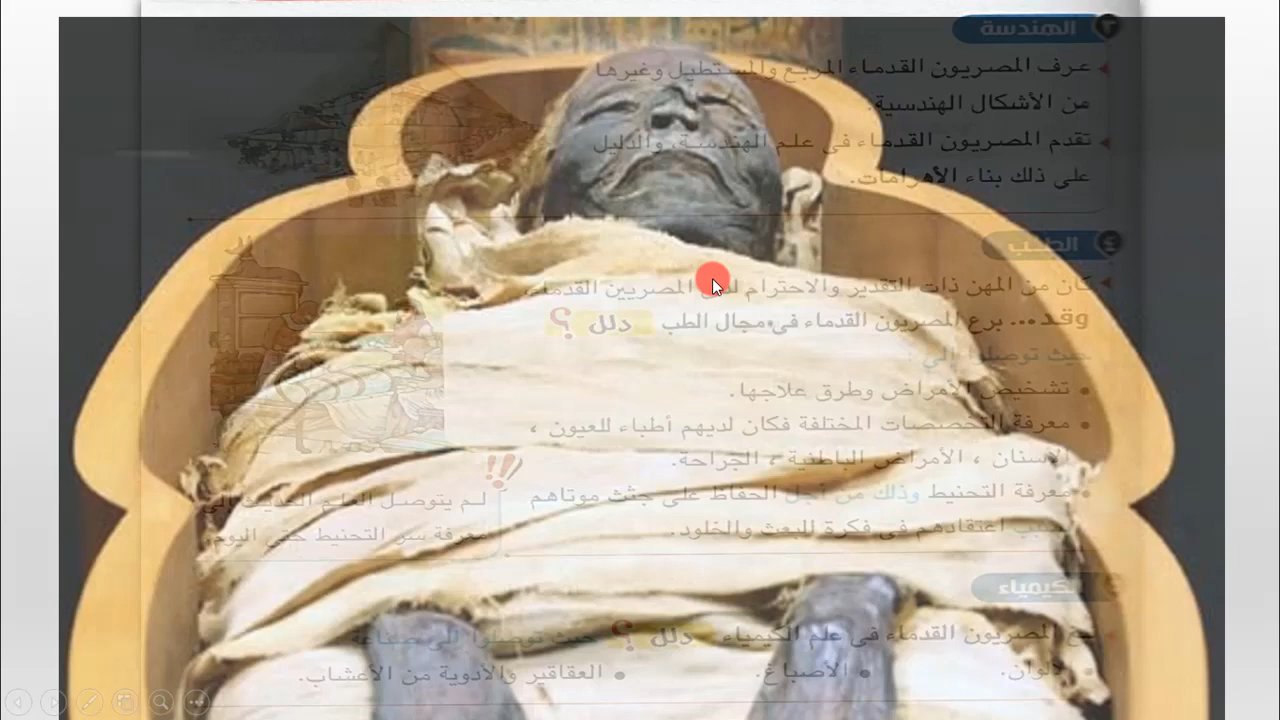 ٣ الهندسة
عرف المصريون القدماء المربع والمستطيل وغيرها
من الأشكال الهندسية.
تقدم المصريون القدماء فى علم الهندسة، والدليل
على ذلك بناء الأهرامات.
٤ الطب
كان من المهن ذات التقدير والاحترام لدى المصريين القدماء
وقد ... برع المصريون القدماء فى مجال الطب دلل ؟
حيث توصلوا إلى :
• تشخيص الأمراض وطرق علاجها.
• معرفة التخصصات المختلفة فكان لديهم أطباء للعيون ،
الأسنان ، الأمراض الباطنية ، الجراحة.
• معرفة التحنيط وذلك من أجل الحفاظ على جثث موتاهم
اعتقادهم فى فكرة البعث والخلود.
!!
لم يتوصل العلم الحديث إلى
معرفة سر التحنيط حتى اليوم
الكيمياء
المصريون القدماء فى علم الكيمياء دلل ؟ حيث توصلوا إلى صناعة
• الألوان. • الأصباغ. • العقاقير والأدوية من الأعشاب.